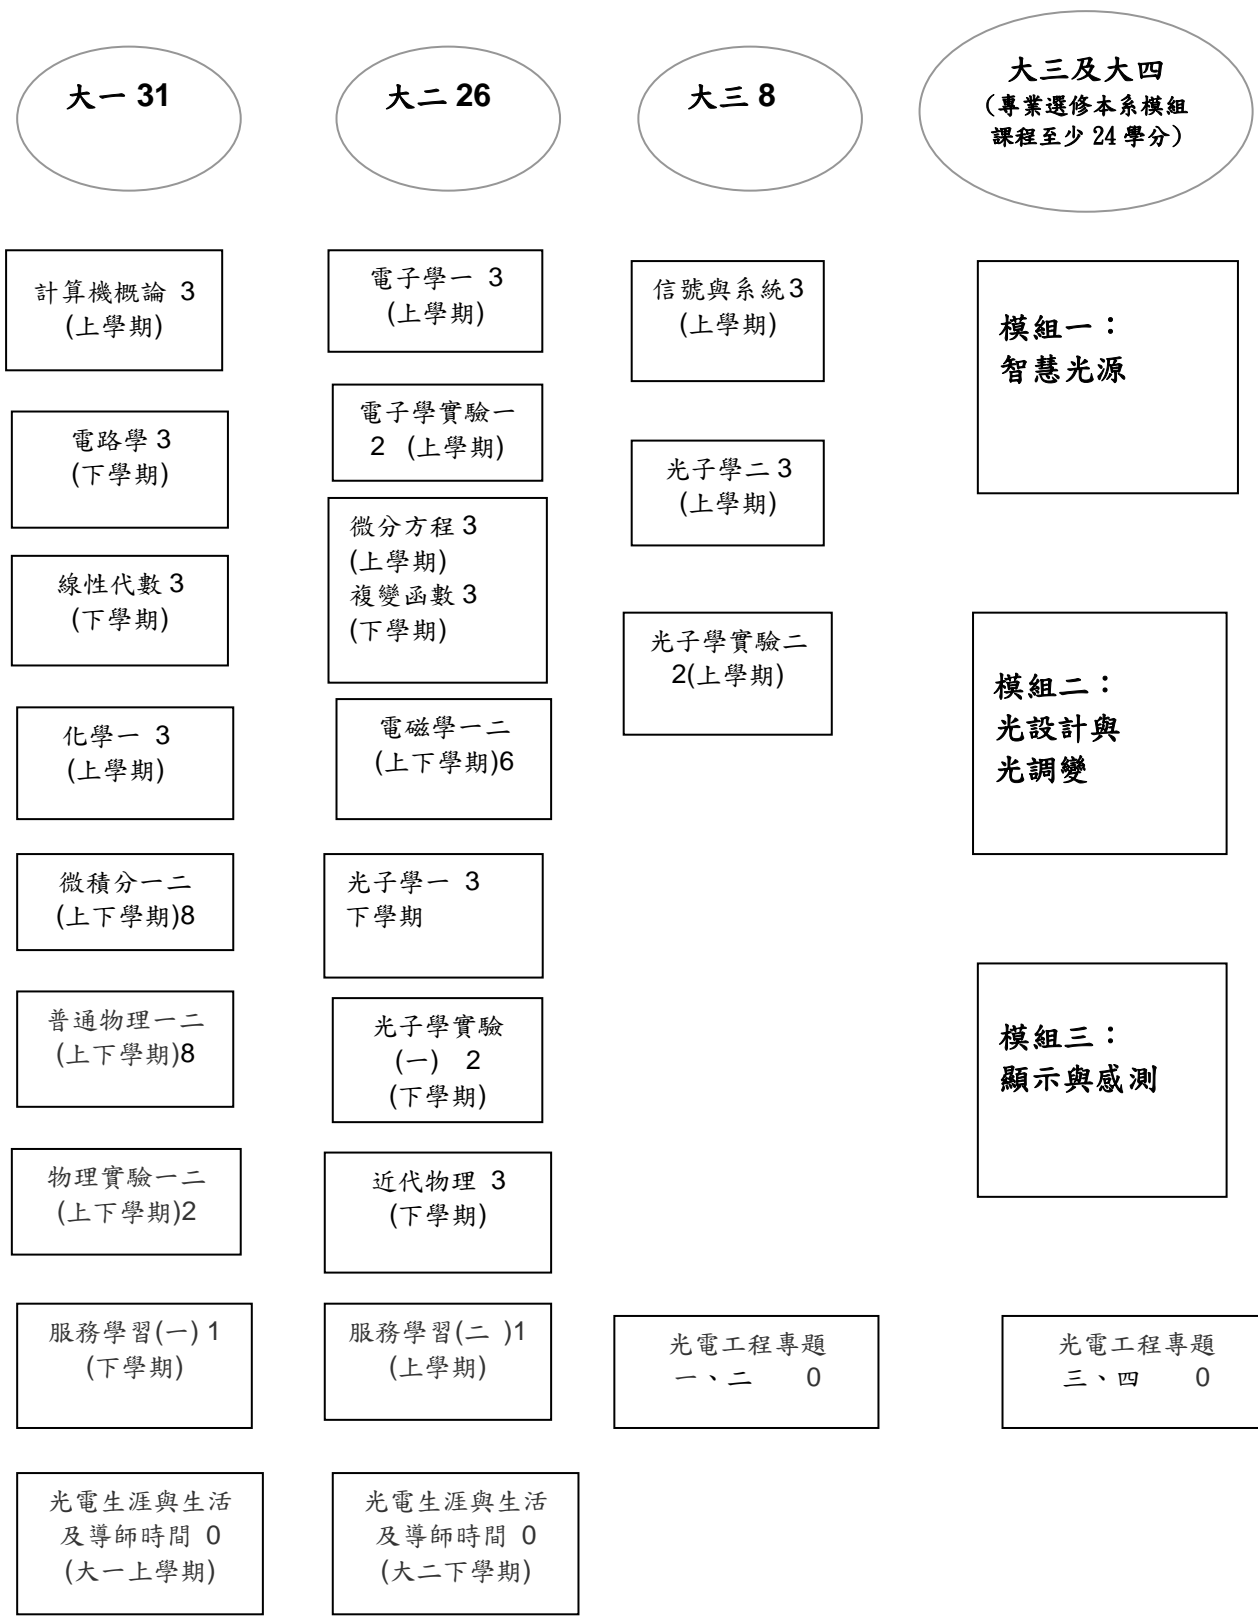 大一 31
計算機概論 3
(上學期)
電路學 3
(下學期)
線性代數 3
(下學期)
化學一 3
(上學期)
微積分一二
(上下學期)8
普通物理一二
(上下學期)8
物理實驗一二
(上下學期)2
服務學習(一) 1
(下學期)
光電生涯與生活
及導師時間 0
(大一上學期)
大二 26
電子學一 3
(上學期)
電子學實驗一
2 (上學期)
微分方程 3
(上學期)
複變函數 3
(下學期)
電磁學一二
(上下學期)6
光子學一 3
下學期
光子學實驗
(一) 2
(下學期)
近代物理 3
(下學期)
服務學習(二 )1
(上學期)
光電生涯與生活
及導師時間 0
(大二下學期)
大三 8
信號與系統 3
(上學期)
光子學二 3
(上學期)
光子學實驗二
2(上學期)
光電工程專題
一、二 0
大三及大四
(專業選修本系模組
課程至少 24 學分)
模組一：
智慧光源
模組二：
光設計與
光調變
模組三：
顯示與感測
光電工程專題
三、四 0